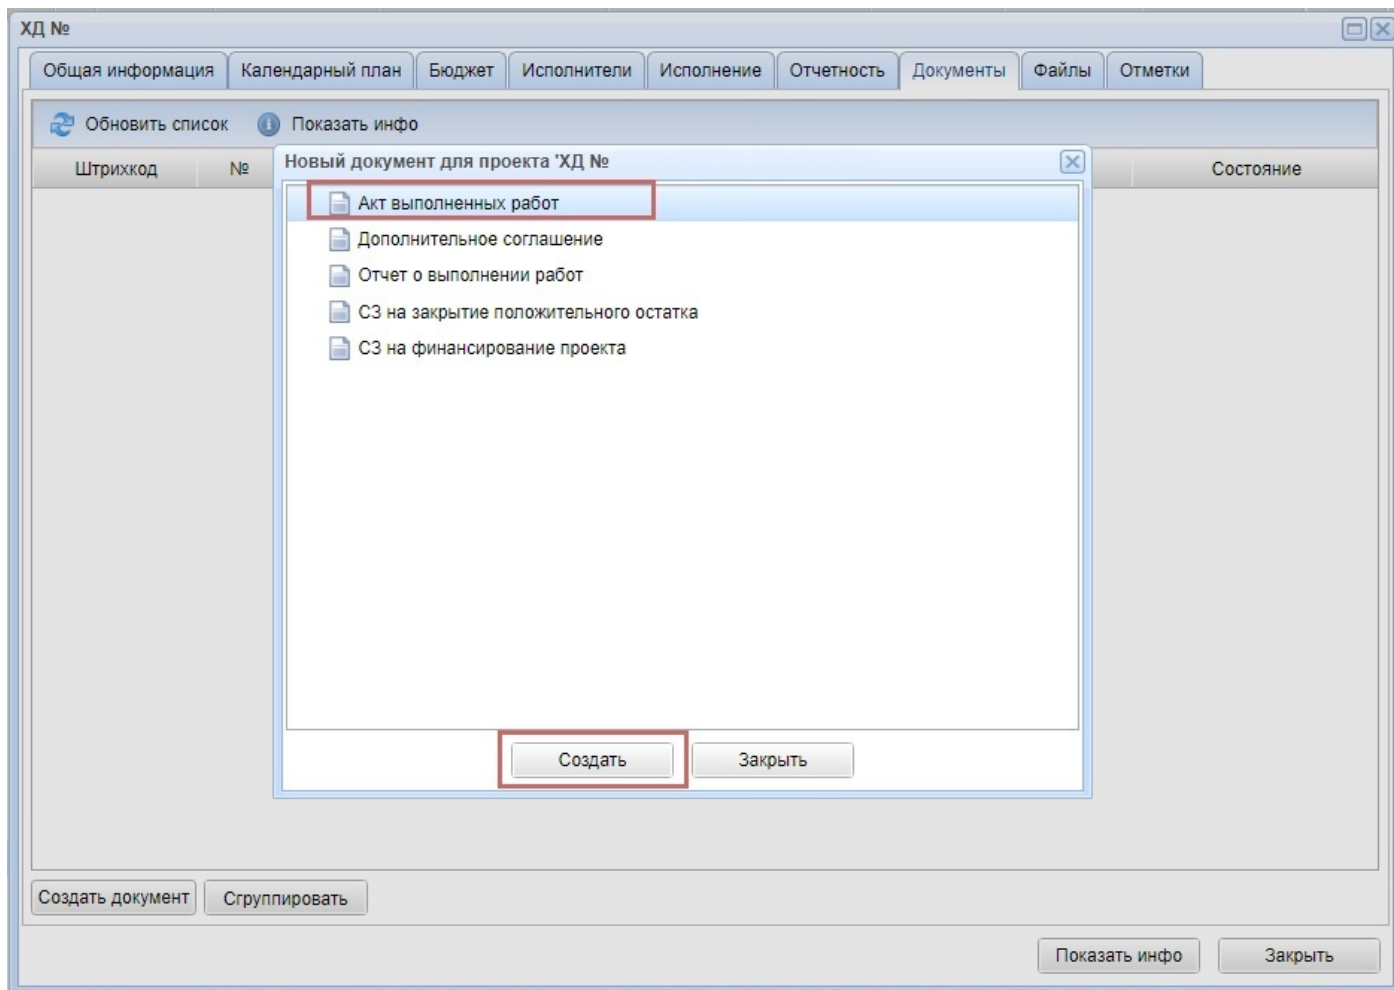 ХД №
Общая информация Календарный план Бюджет Исполнители Исполнение Отчетность Документы Файлы Отметки
Обновить список Показать инфо
Штрихкод № Состояние
Новый документ для проекта 'ХД №
Акт выполненных работ
Дополнительное соглашение
Отчет о выполнении работ
СЗ на закрытие положительного остатка
СЗ на финансирование проекта
Создать Закрыть
Создать документ Сгруппировать
Показать инфо Закрыть